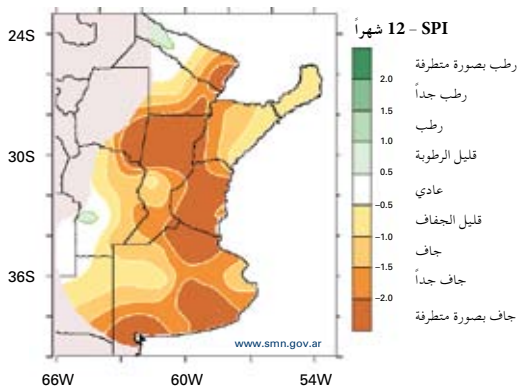 SPI – 12 شهراً
24S
30S
36S
66W
60W
54W
www.smn.gov.ar
رطب بصورة متطرفة
2.0
رطب جداً
1.5
رطب
1.0
قليل الرطوبة
0.5
عادي
–0.5
قليل الجفاف
–1.0
جاف
–1.5
جاف جداً
–2.0
جاف بصورة متطرفة